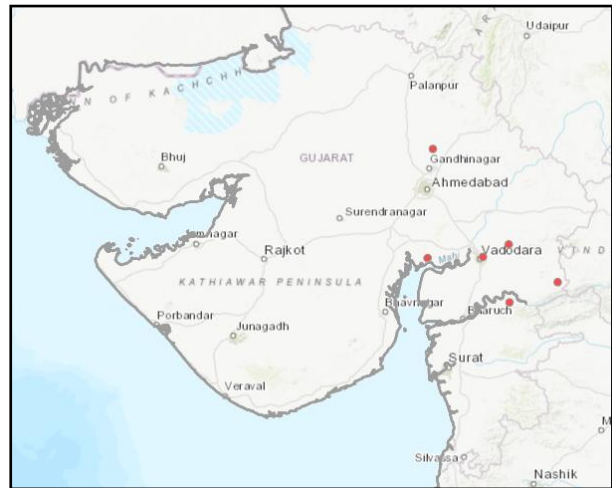 Udaipur
A R
Palanpur
N OF KACHCHH
GUJARAT
Bhuj
Gandhinagar
Ahmedabad
Surendranagar
mnagar
Rajkot
Vadodara
V I N D
KATHIAWAR PENINSULA
Porbandar
Bhavnagar
Junagadh
Surat
Veraval
M
Silvassa
Nashik